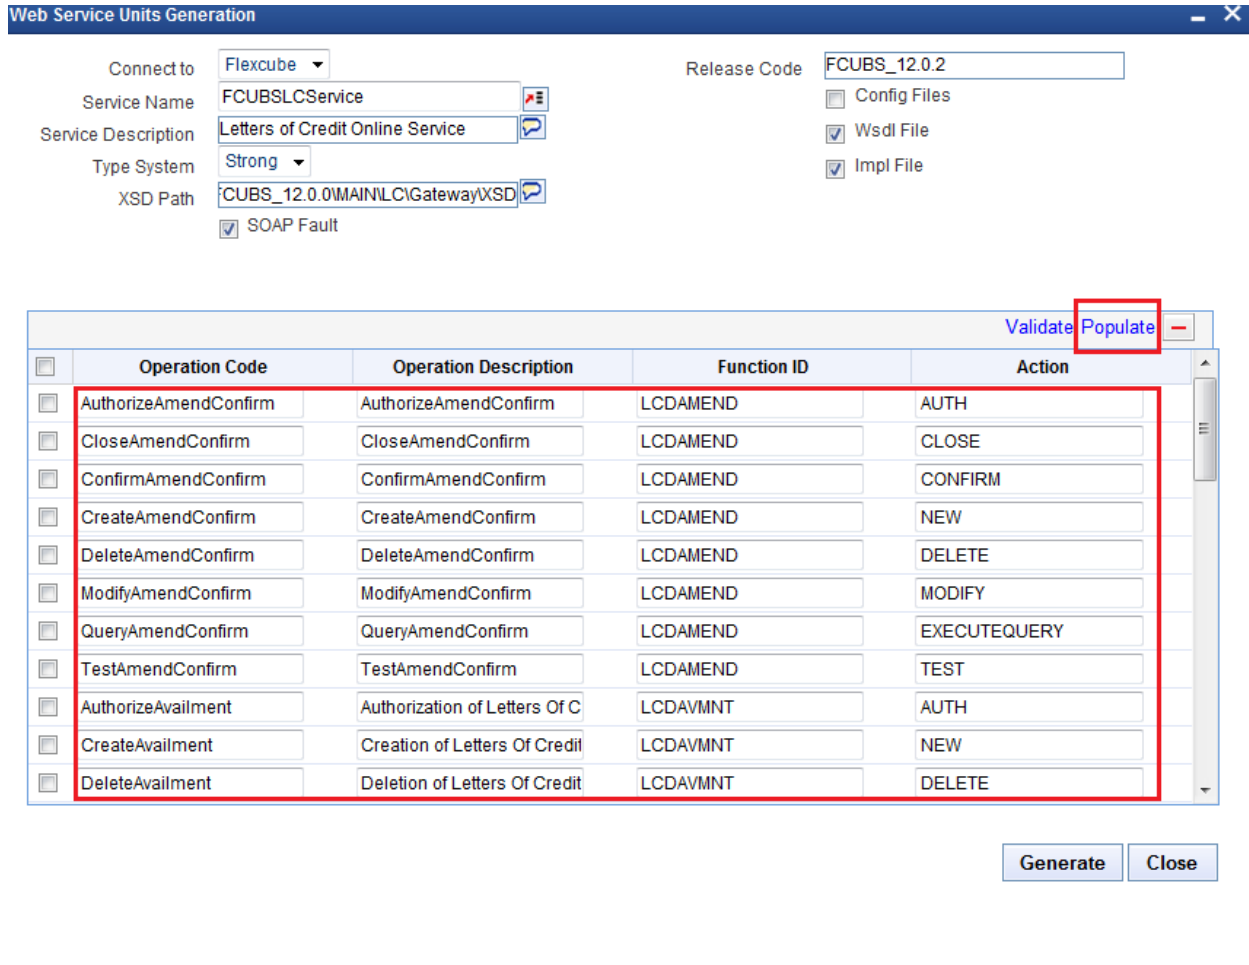 Web Service Units Generation
Connect to Flexcube
Service Name FCUBSLCService
Service Description Letters of Credit Online Service
Type System Strong
XSD Path FCUBS_12.0.0\MAIN\LC\Gateway\XSD
SOAP Fault
Release Code FCUBS_12.0.2
Config Files
Wsdl File
Impl File
Validate Populate
Operation Code Operation Description Function ID Action
AuthorizeAmendConfirm AuthorizeAmendConfirm LCDAMEND AUTH
CloseAmendConfirm CloseAmendConfirm LCDAMEND CLOSE
ConfirmAmendConfirm ConfirmAmendConfirm LCDAMEND CONFIRM
CreateAmendConfirm CreateAmendConfirm LCDAMEND NEW
DeleteAmendConfirm DeleteAmendConfirm LCDAMEND DELETE
ModifyAmendConfirm ModifyAmendConfirm LCDAMEND MODIFY
QueryAmendConfirm QueryAmendConfirm LCDAMEND EXECUTEQUERY
TestAmendConfirm TestAmendConfirm LCDAMEND TEST
AuthorizeAvailment Authorization of Letters Of C LCDAVMNT AUTH
CreateAvailment Creation of Letters Of Credit LCDAVMNT NEW
DeleteAvailment Deletion of Letters Of Credit LCDAVMNT DELETE
Generate Close